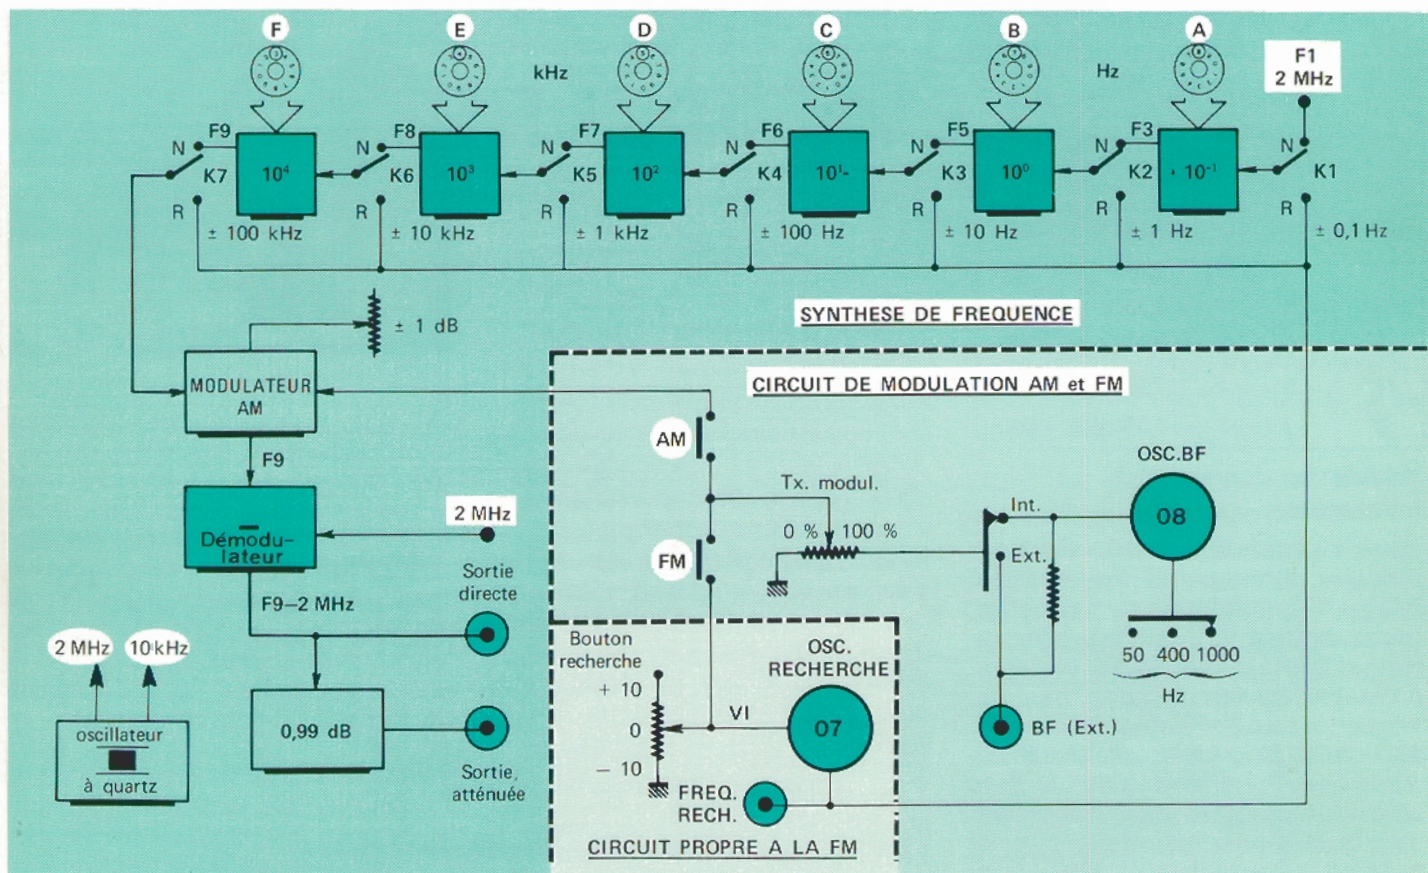 F E D C B A
F1
2 MHz
kHz Hz
N F9 N F8 N F7 N F6 N F5 N F3 N
K7 10⁴ K6 10³ K5 10² K4 10¹- K3 10⁰ K2 10⁻¹ K1
R R R R R R R
± 100 kHz ± 10 kHz ± 1 kHz ± 100 Hz ± 10 Hz ± 1 Hz ± 0,1 Hz
SYNTHESE DE FREQUENCE
± 1 dB
MODULATEUR
AM
CIRCUIT DE MODULATION AM et FM
AM
F9
OSC.BF
08
Tx. modul.
Int.
0 % 100 %
Ext.
2 MHz
Démodu-
lateur
FM
Sortie
directe
F9–2 MHz
50 400 1000
Hz
BF (Ext.)
Bouton
recherche
+ 10
0
– 10
OSC.
RECHERCHE
VI
07
2 MHz 10 kHz
oscillateur
à quartz
0,99 dB
Sortie,
atténuée
FREQ.
RECH.
CIRCUIT PROPRE A LA FM